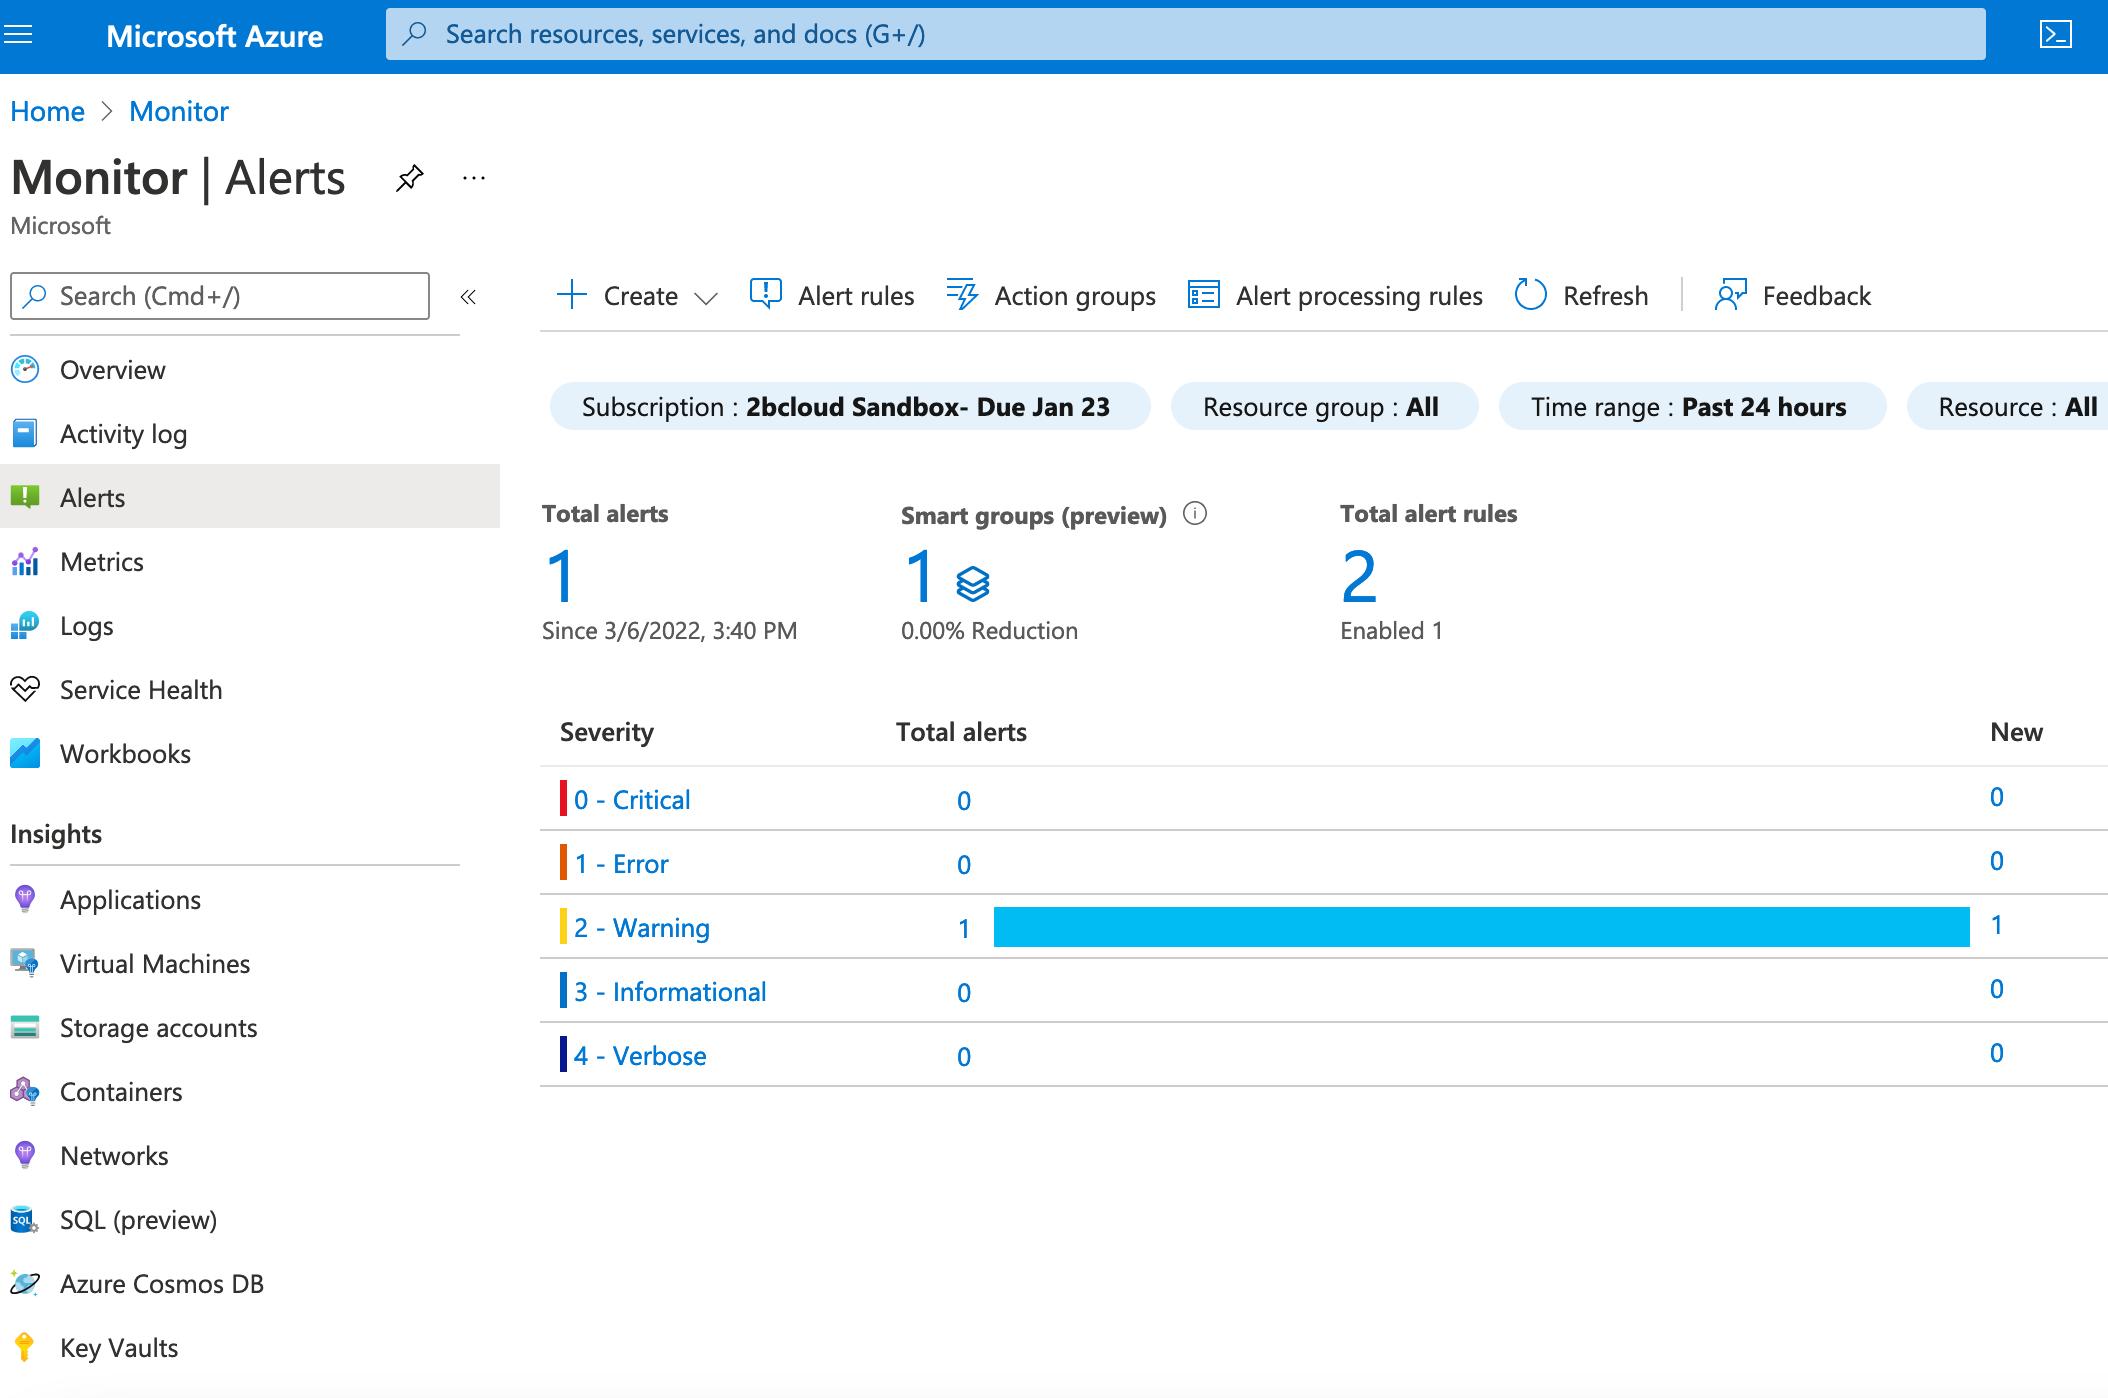 Microsoft Azure
Search resources, services, and docs (G+/)
Home > Monitor
Monitor | Alerts
Microsoft
Search (Cmd+/)
Overview
Activity log
Alerts
Metrics
Logs
Service Health
Workbooks
Insights
Applications
Virtual Machines
Storage accounts
Containers
Networks
SQL (preview)
Azure Cosmos DB
Key Vaults
Create Alert rules Action groups Alert processing rules Refresh Feedback
Subscription : 2bcloud Sandbox- Due Jan 23 Resource group : All Time range : Past 24 hours Resource : All
Total alerts Smart groups (preview) Total alert rules
1 1 2
Since 3/6/2022, 3:40 PM 0.00% Reduction Enabled 1
Severity Total alerts New
0 - Critical 0 0
1 - Error 0 0
2 - Warning 1 1
3 - Informational 0 0
4 - Verbose 0 0